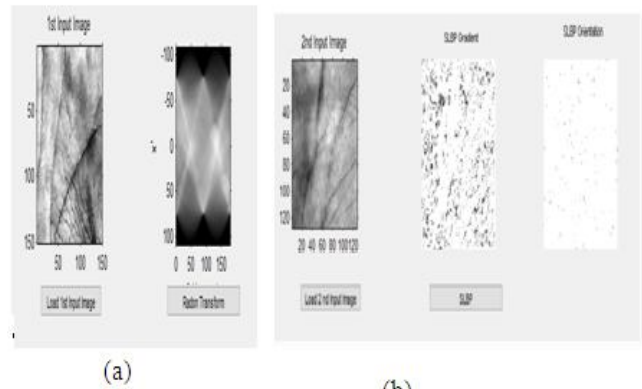 1st Input Image
-100
-50
0
50
100
x'
50
100
150
50 100 150
0 50 100 150
Load 1st Input Image
Radon Transform
(a)
2nd Input Image
SLBP Gradient
SLBP Orientation
20
40
60
80
100
120
20 40 60 80 100 120
Load 2 nd Input Image
SLBP
(b)